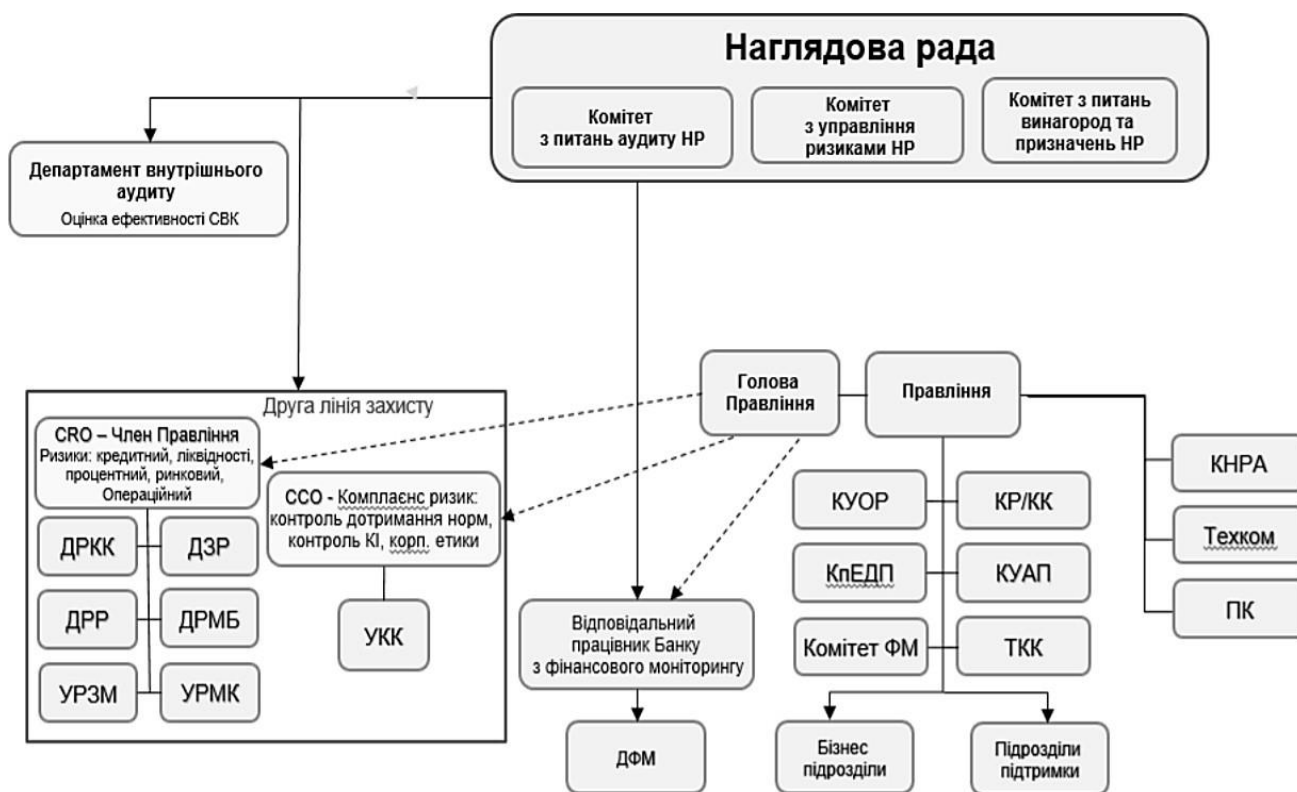 Наглядова рада
Комітет
з питань аудиту НР
Комітет
з управління
ризиками НР
Комітет з питань
винагород та
призначень НР
Департамент внутрішнього
аудиту
Оцінка ефективності СВК
Друга лінія захисту
CRO – Член Правління
Ризики: кредитний, ліквідності,
процентний, ринковий,
Операційний
ДРКК
ДЗР
ДРР
ДРМБ
УРЗМ
УРМК
ССО - Комплаєнс ризик:
контроль дотримання норм,
контроль КІ, корп. етики
УКК
Голова
Правління
Правління
КУОР
КР/КК
КпЕДП
КУАП
Комітет ФМ
ТКК
КНРА
Техком
ПК
Відповідальний
працівник Банку
з фінансового моніторингу
ДФМ
Бізнес
підрозділи
Підрозділи
підтримки